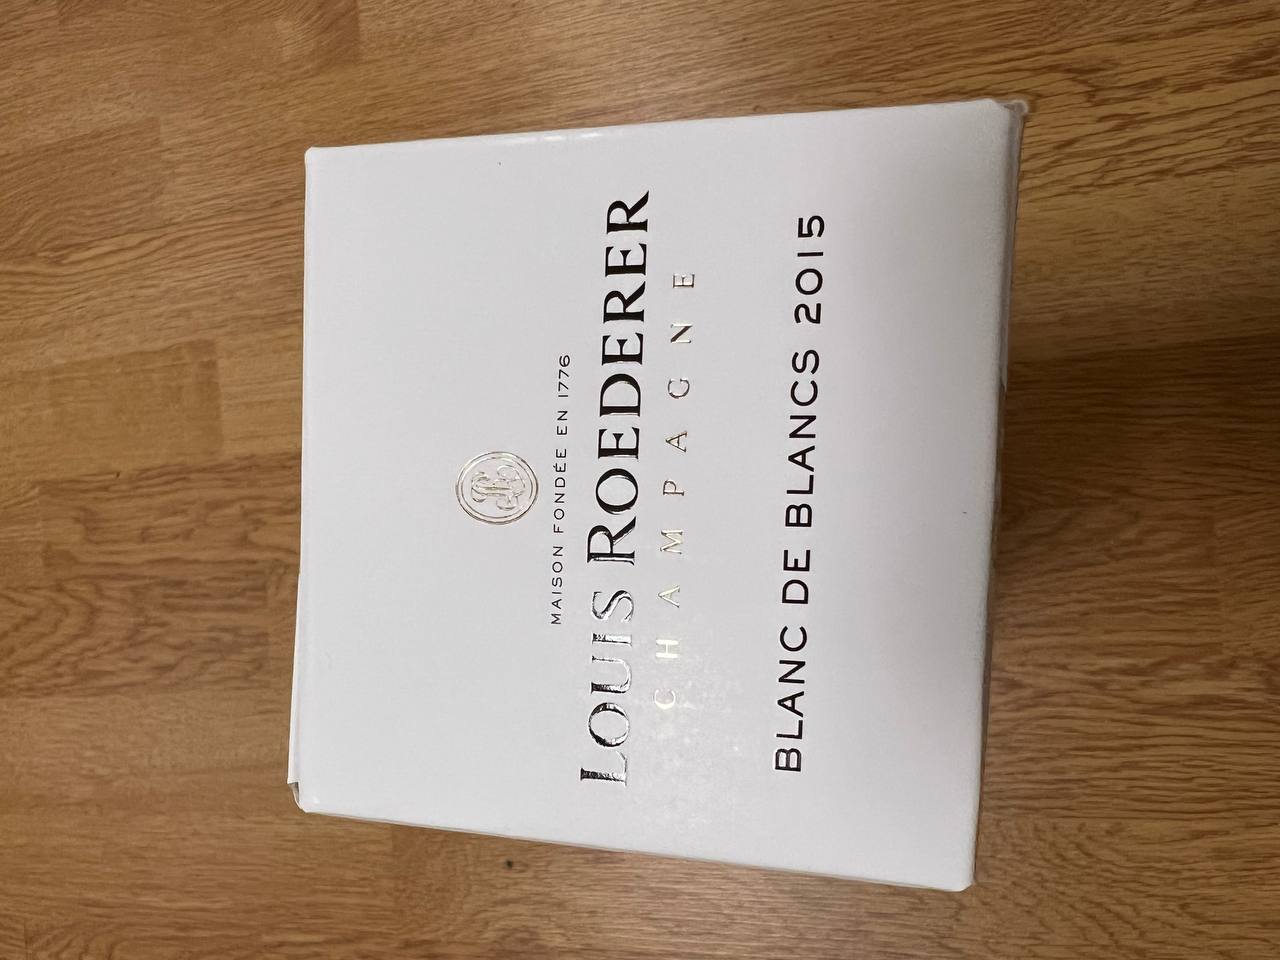 MAISON FONDÉE EN 1776
LOUIS ROEDERER
CHAMPAGNE
BLANC DE BLANCS 2015